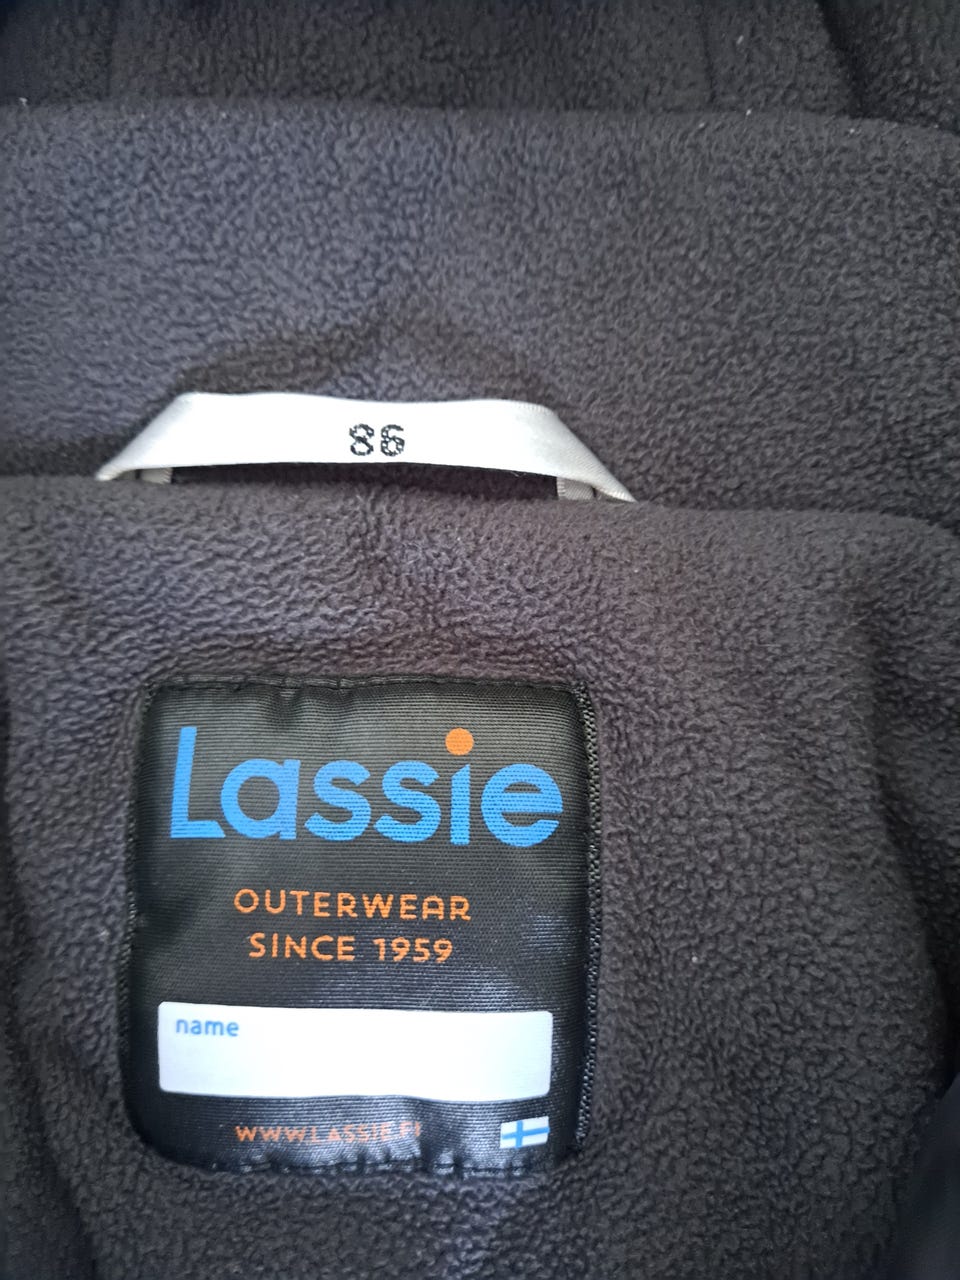 86
Lassie
OUTERWEAR
SINCE 1959
name
WWW.LASSIE.FI